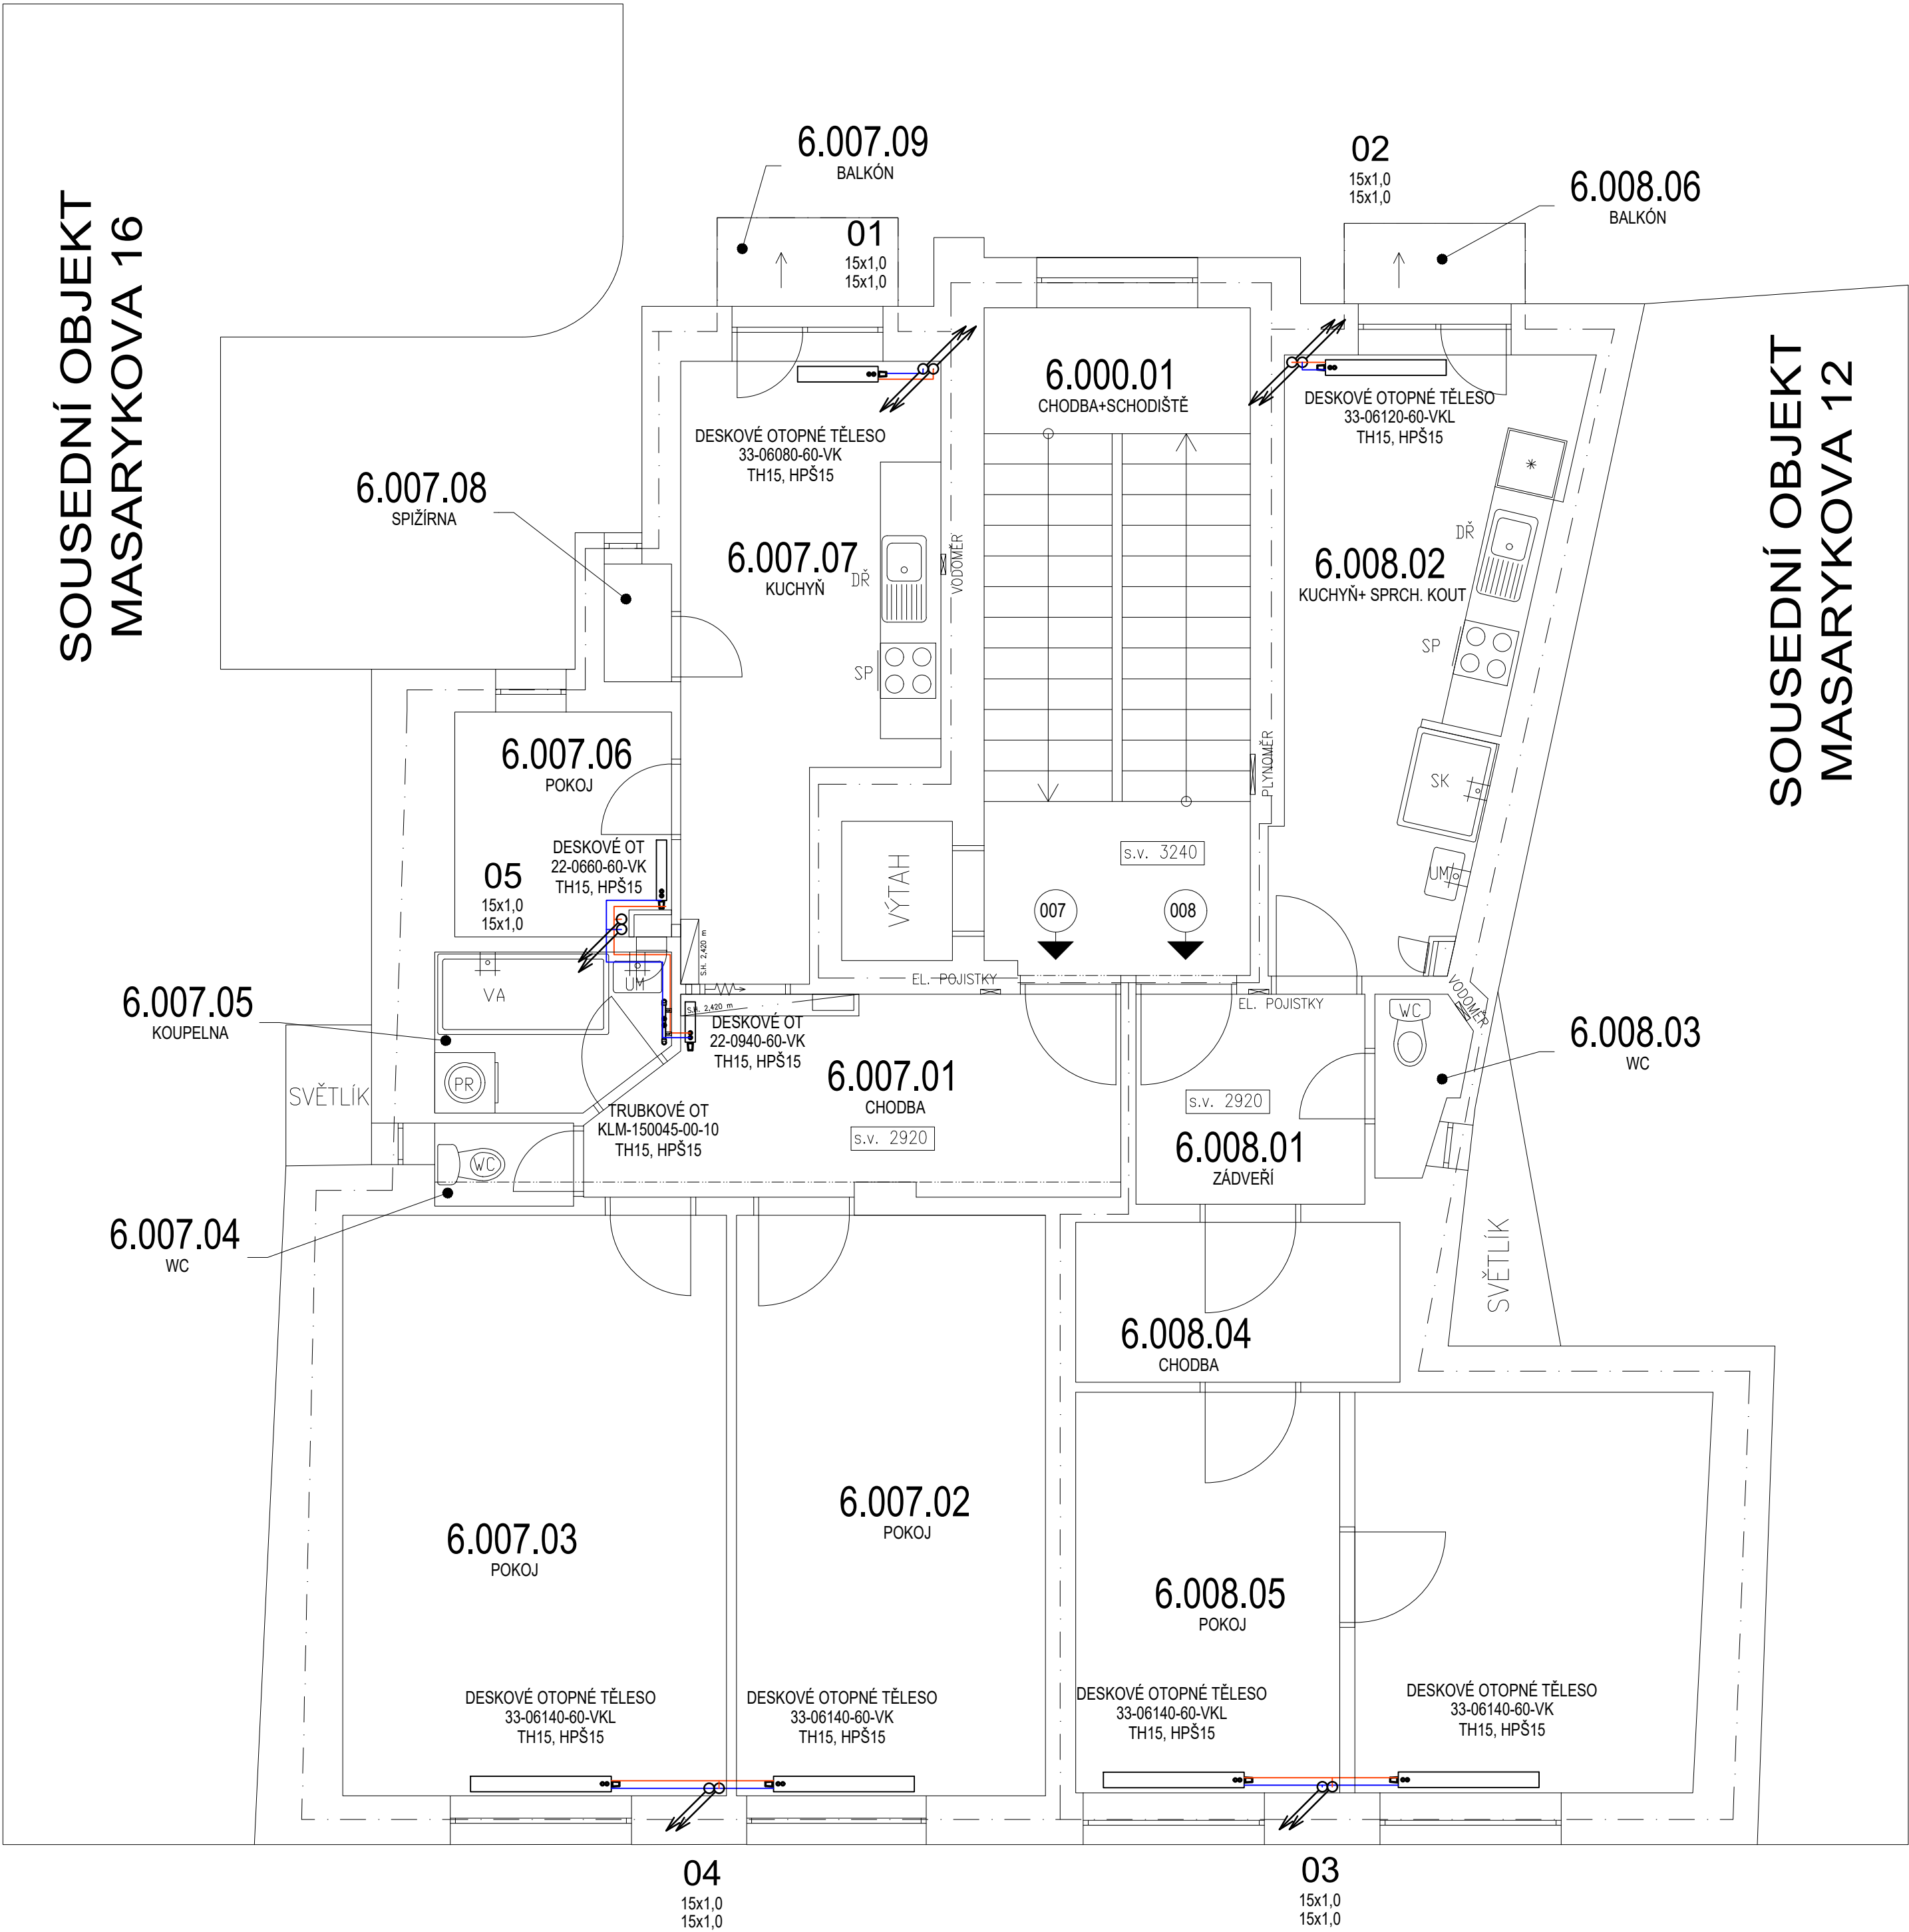 SOUSEDNÍ OBJEKT
MASARYKOVA 16
6.007.09
BALKÓN
01
15x1,0
15x1,0
02
15x1,0
15x1,0
6.008.06
BALKÓN
SOUSEDNÍ OBJEKT
MASARYKOVA 12
6.000.01
CHODBA+SCHODIŠTĚ
DESKOVÉ OTOPNÉ TĚLESO
33-06120-60-VKL
TH15, HPŠ15
DESKOVÉ OTOPNÉ TĚLESO
33-06080-60-VK
TH15, HPŠ15
6.007.08
SPIŽÍRNA
6.007.07
KUCHYŇ
DŘ
VODOMĚR
SP
6.008.02
KUCHYŇ+ SPRCH. KOUT
DŘ
SP
SK
UM
PLYNOMĚR
6.007.06
POKOJ
DESKOVÉ OT
22-0660-60-VK
TH15, HPŠ15
05
15x1,0
15x1,0
VÝTAH
s.v. 3240
007
008
S.H. 2,420 m
EL. POJISTKY
EL. POJISTKY
VODOMĚR
VA
UM
6.007.05
KOUPELNA
S.H. 2,420 m
DESKOVÉ OT
22-0940-60-VK
TH15, HPŠ15
WC
6.008.03
WC
PR
SVĚTLÍK
6.007.01
CHODBA
s.v. 2920
TRUBKOVÉ OT
KLM-150045-00-10
TH15, HPŠ15
s.v. 2920
6.008.01
ZÁDVEŘÍ
WC
6.007.04
WC
SVĚTLÍK
6.008.04
CHODBA
6.007.03
POKOJ
6.007.02
POKOJ
6.008.05
POKOJ
DESKOVÉ OTOPNÉ TĚLESO
33-06140-60-VKL
TH15, HPŠ15
DESKOVÉ OTOPNÉ TĚLESO
33-06140-60-VK
TH15, HPŠ15
DESKOVÉ OTOPNÉ TĚLESO
33-06140-60-VKL
TH15, HPŠ15
DESKOVÉ OTOPNÉ TĚLESO
33-06140-60-VK
TH15, HPŠ15
04
15x1,0
15x1,0
03
15x1,0
15x1,0